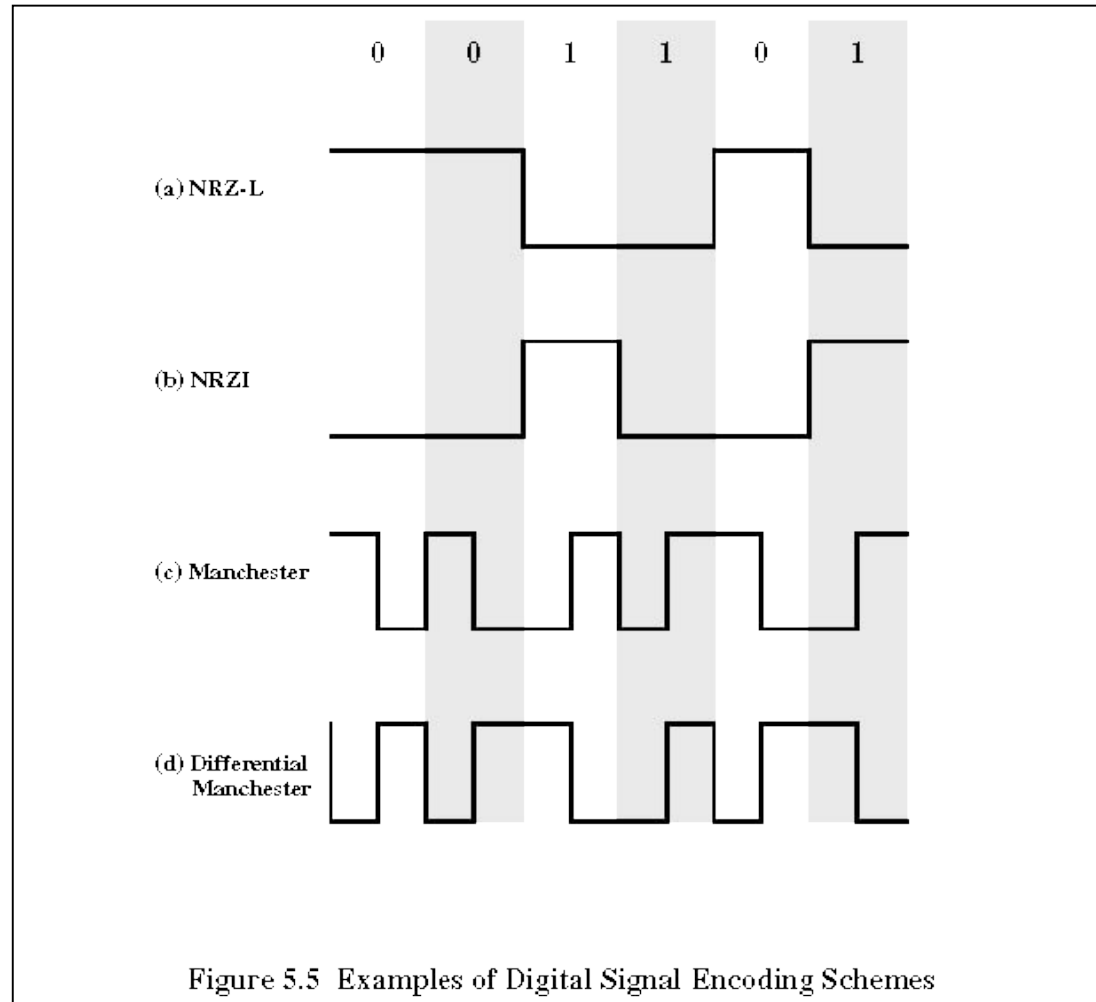 0 0 1 1 0 1
(a) NRZ-L
(b) NRZI
(c) Manchester
(d) Differential
Manchester
Figure 5.5 Examples of Digital Signal Encoding Schemes